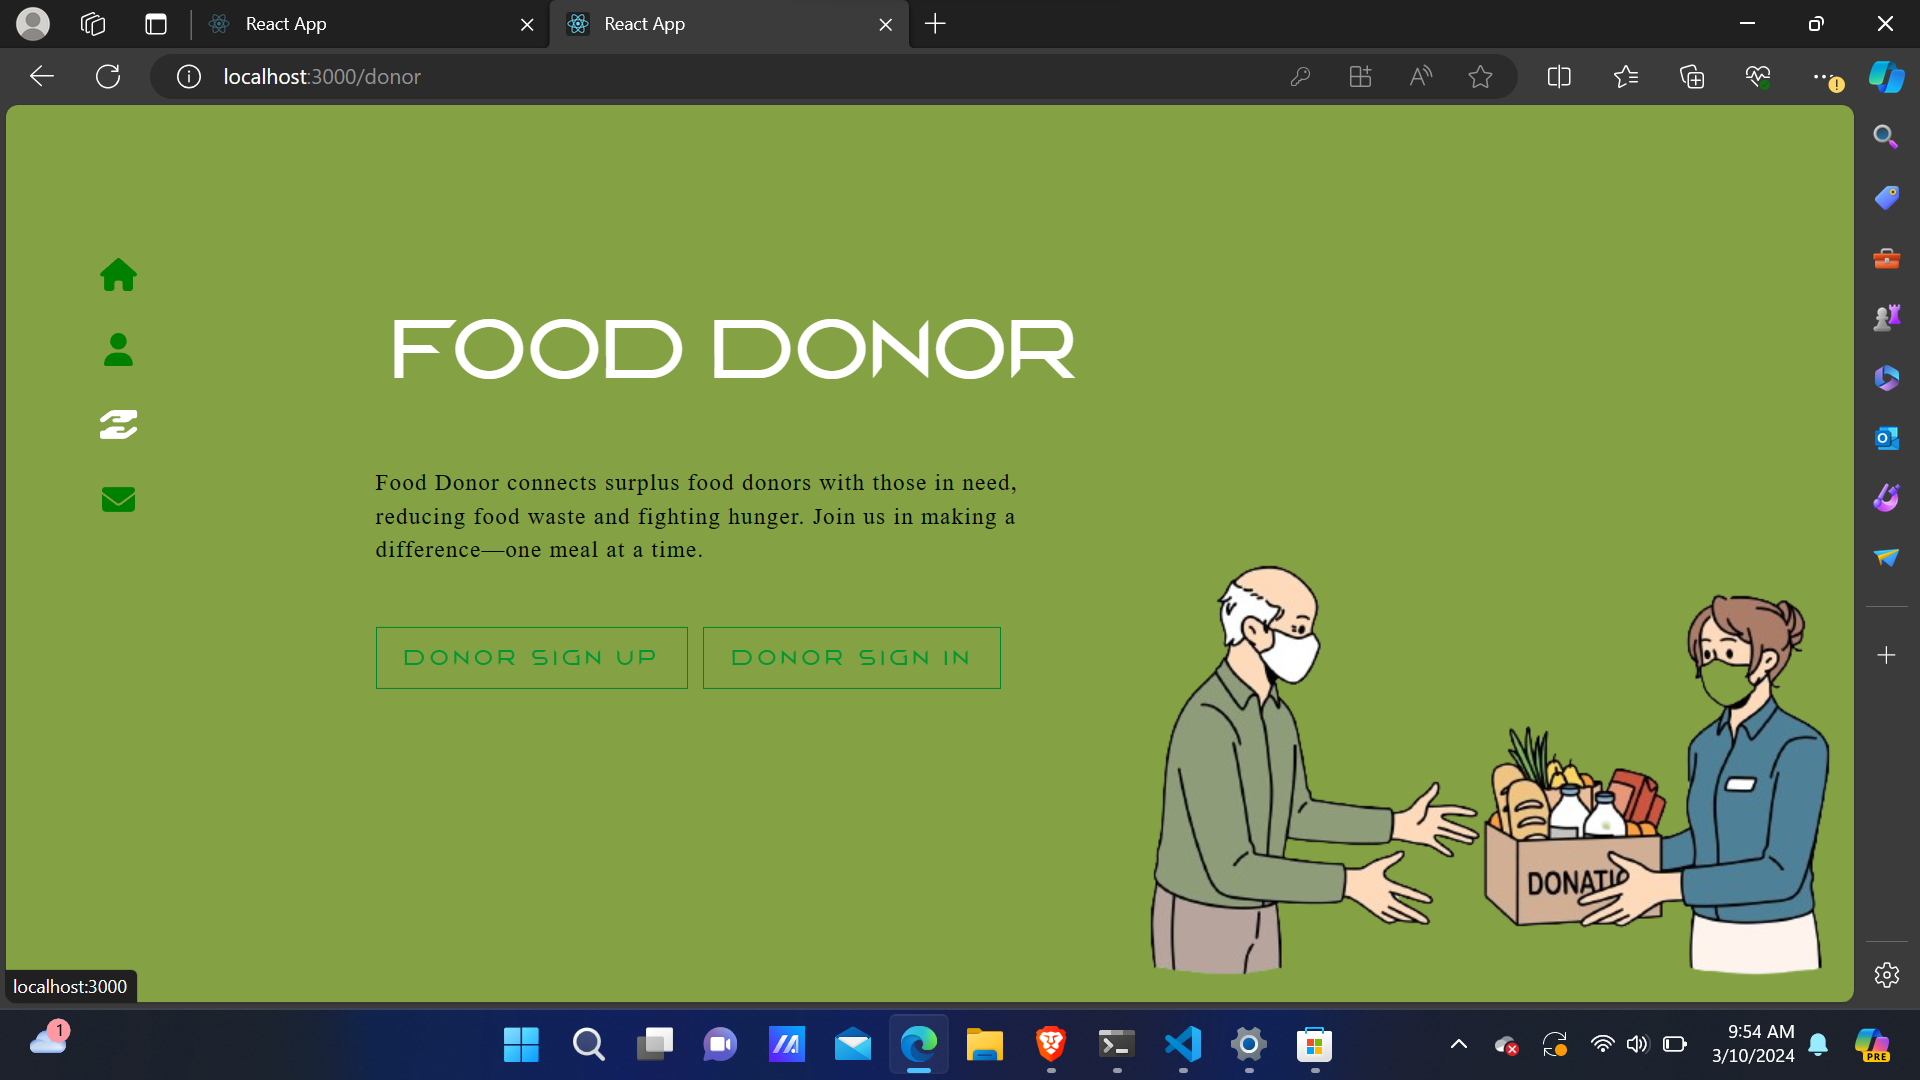 React App
React App
localhost:3000/donor
FOOD DONOR
Food Donor connects surplus food donors with those in need,
reducing food waste and fighting hunger. Join us in making a
difference—one meal at a time.
DONOR SIGN UP
DONOR SIGN IN
DONATIO
localhost:3000
1
9:54 AM
3/10/2024
PRE